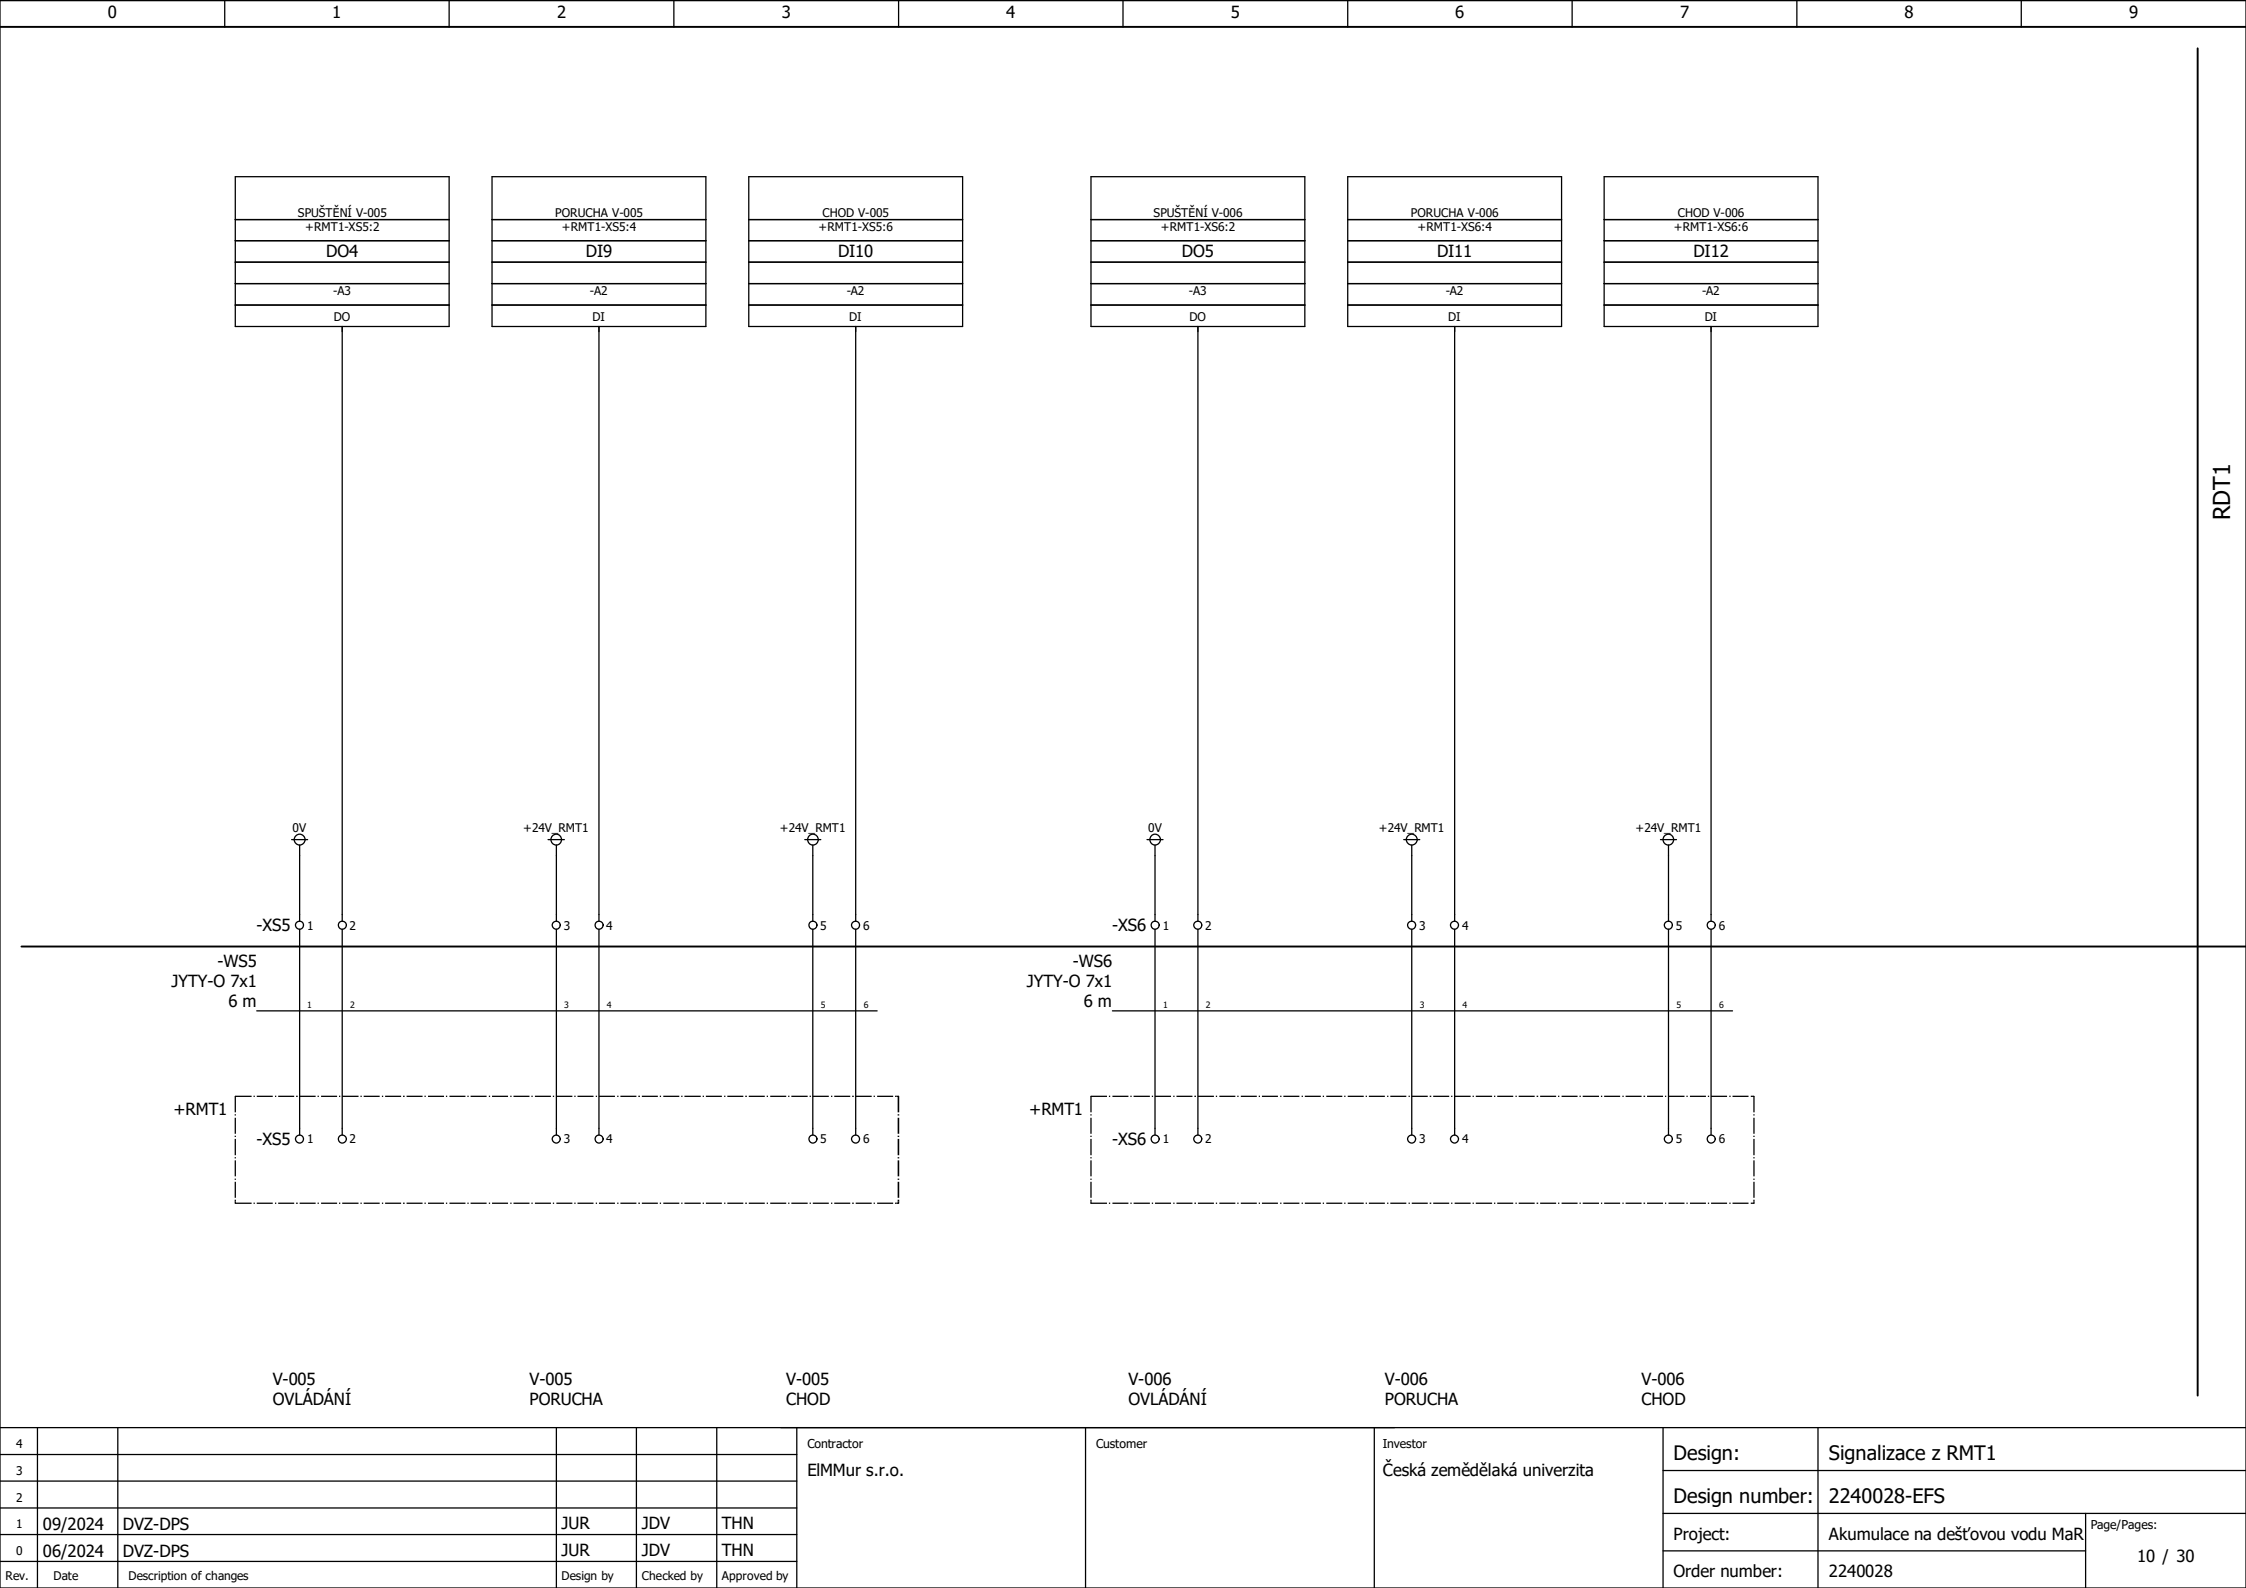 0 1 2 3 4 5 6 7 8 9
SPUŠTĚNÍ V-005
+RMT1-XS5:2
DO4
-A3
DO
PORUCHA V-005
+RMT1-XS5:4
DI9
-A2
DI
CHOD V-005
+RMT1-XS5:6
DI10
-A2
DI
SPUŠTĚNÍ V-006
+RMT1-XS6:2
DO5
-A3
DO
PORUCHA V-006
+RMT1-XS6:4
DI11
-A2
DI
CHOD V-006
+RMT1-XS6:6
DI12
-A2
DI
RDT1
0V +24V_RMT1 +24V_RMT1 0V +24V_RMT1 +24V_RMT1
-XS5 1 2 3 4 5 6 -XS6 1 2 3 4 5 6
-WS5
JYTY-O 7x1
6 m 1 2 3 4 5 6
-WS6
JYTY-O 7x1
6 m 1 2 3 4 5 6
+RMT1
-XS5 1 2 3 4 5 6
+RMT1
-XS6 1 2 3 4 5 6
V-005
OVLÁDÁNÍ
V-005
PORUCHA
V-005
CHOD
V-006
OVLÁDÁNÍ
V-006
PORUCHA
V-006
CHOD
4
3
2
1 09/2024 DVZ-DPS JUR JDV THN
0 06/2024 DVZ-DPS JUR JDV THN
Rev. Date Description of changes Design by Checked by Approved by
Contractor
ElMMur s.r.o.
Customer
Investor
Česká zemědělaká univerzita
Design: Signalizace z RMT1
Design number: 2240028-EFS
Project: Akumulace na dešťovou vodu MaR
Order number: 2240028
Page/Pages:
10 / 30